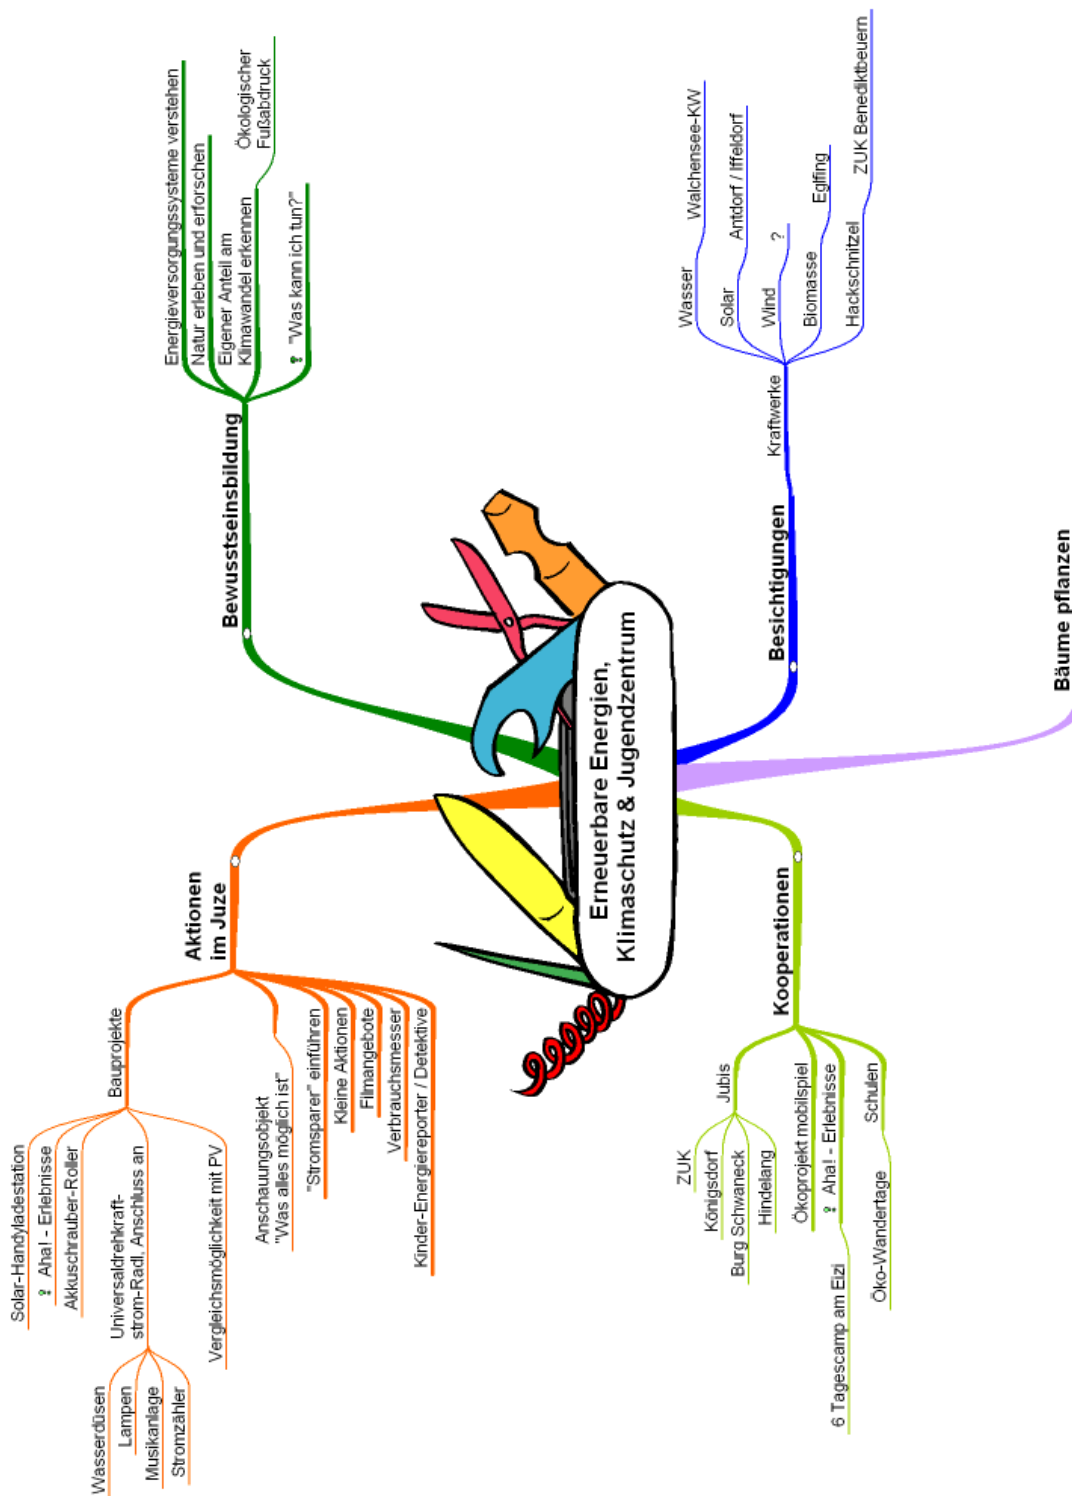 Erneuerbare Energien,
Klimaschutz & Jugendzentrum
Bewusstseinsbildung
Energieversorgungssysteme verstehen
Natur erleben und erforschen
Eigener Anteil am
Klimawandel erkennen
Ökologischer
Fußabdruck
"Was kann ich tun?"
Besichtigungen
Kraftwerke
Wasser
Walchensee-KW
Solar
Antdorf / Iffeldorf
Wind
?
Biomasse
Eglfing
Hackschnitzel
ZUK Benediktbeuern
Bäume pflanzen
Kooperationen
Jubis
ZUK
Königsdorf
Burg Schwaneck
Hindelang
Ökoprojekt mobilspiel
Aha! - Erlebnisse
6 Tagescamp am Eizi
Schulen
Öko-Wandertage
Aktionen
im Juze
Bauprojekte
Solar-Handyladestation
Aha! - Erlebnisse
Akkuschrauber-Roller
Universaldrehkraft-
strom-Radl, Anschluss an
Wasserdüsen
Lampen
Musikanlage
Stromzähler
Vergleichsmöglichkeit mit PV
Anschauungsobjekt
"Was alles möglich ist"
"Stromsparer" einführen
Kleine Aktionen
Filmangebote
Verbrauchsmesser
Kinder-Energiereporter / Detektive